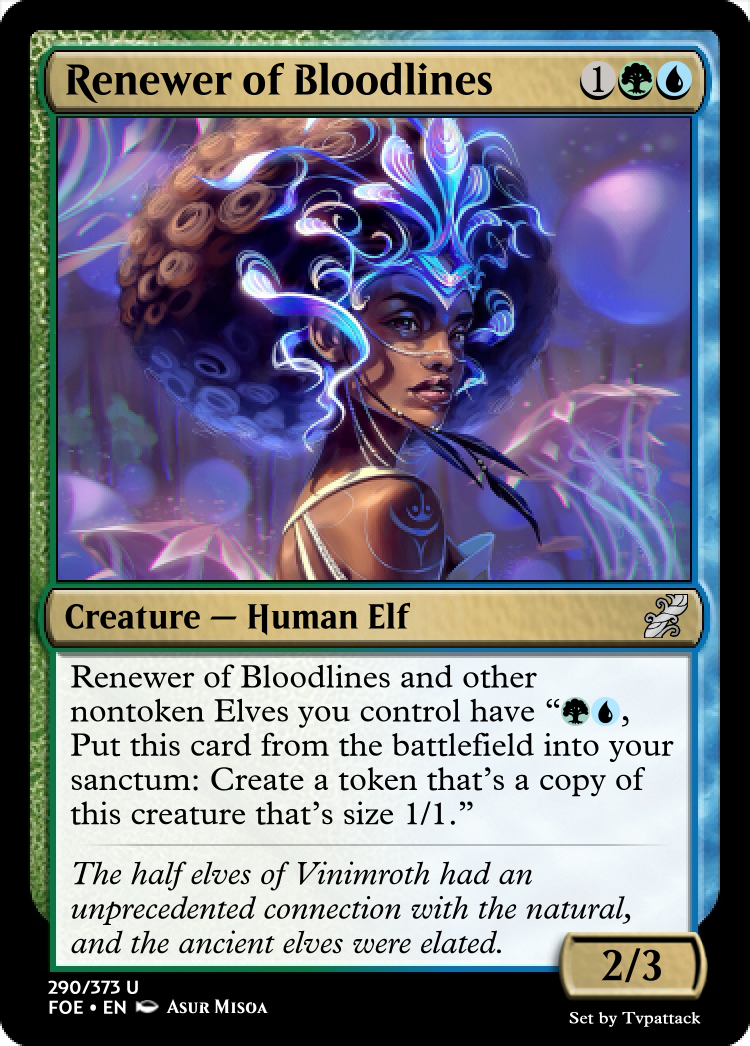 Renewer of Bloodlines 1
Creature — Human Elf
Renewer of Bloodlines and other
nontoken Elves you control have “ ,
Put this card from the battlefield into your
sanctum: Create a token that’s a copy of
this creature that’s size 1/1.”
The half elves of Vinimroth had an
unprecedented connection with the natural,
and the ancient elves were elated.
2/3
290/373 U
FOE • EN Asur Misoa
Set by Tvpattack